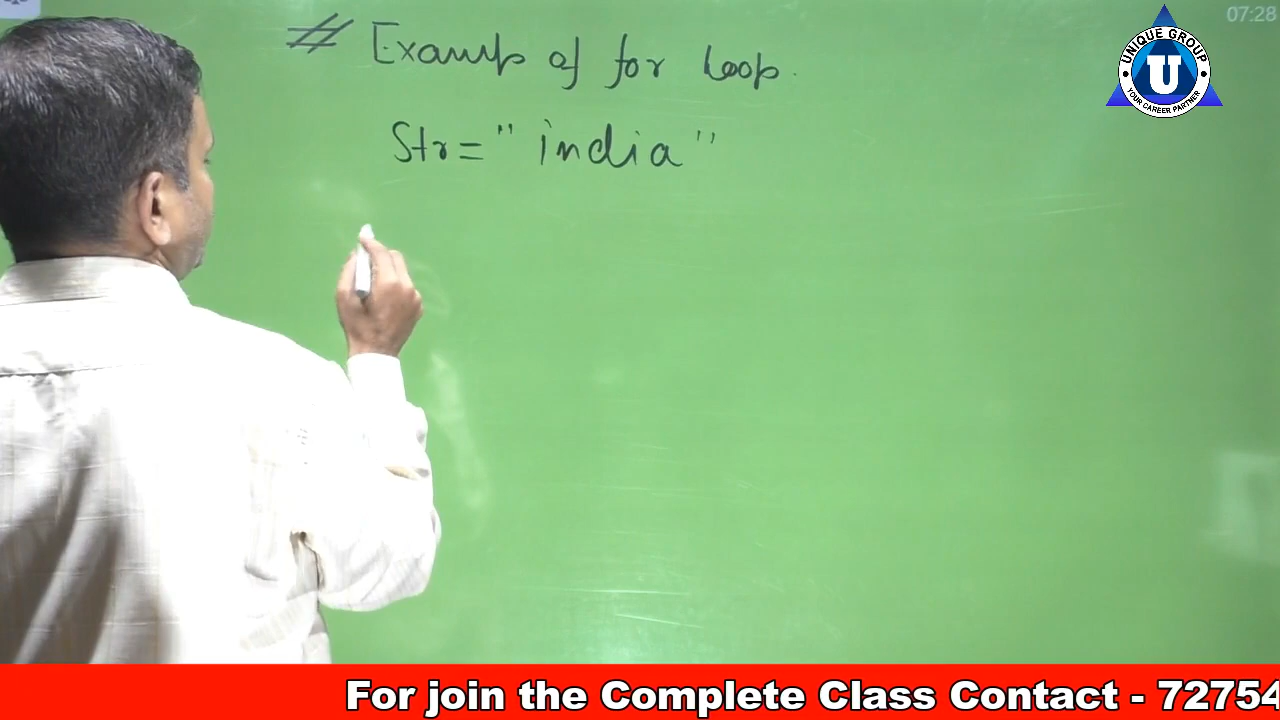 07:28
UNIQUE GROUP
U
YOUR CAREER PARTNER
# Examp of for loop.
Str = " india "
For join the Complete Class Contact - 72754